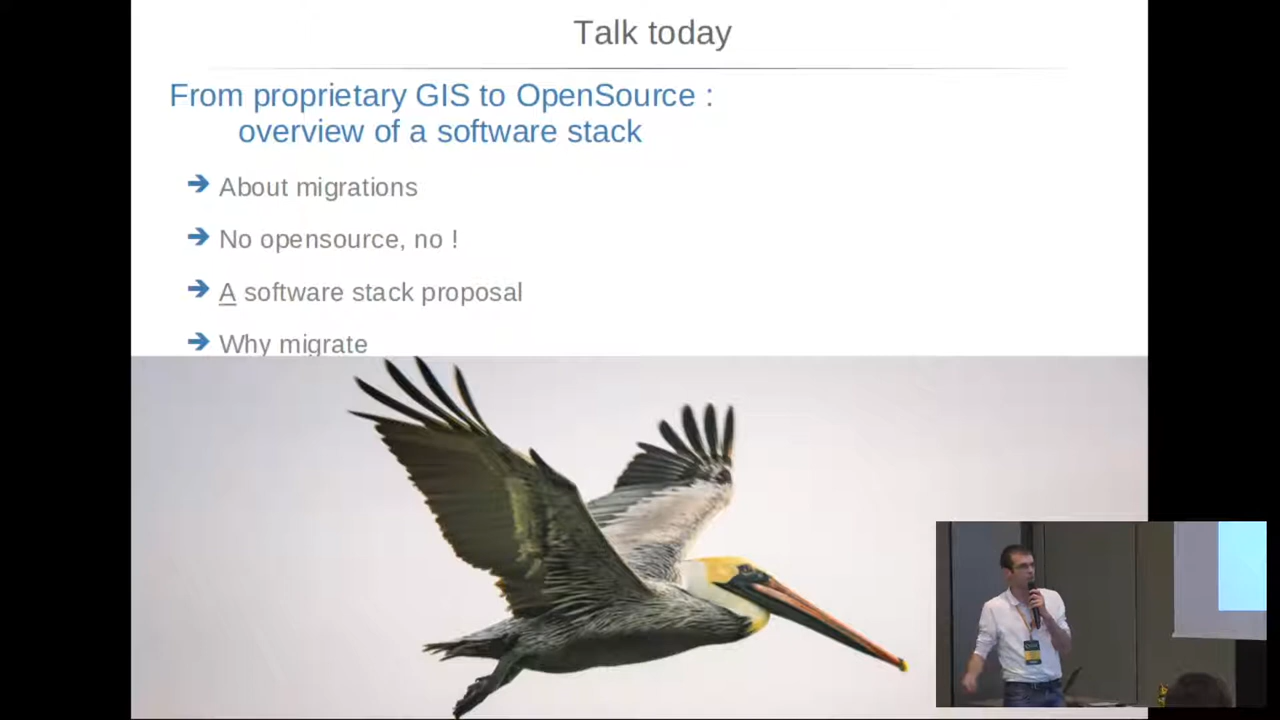 Talk today
From proprietary GIS to OpenSource :
overview of a software stack
➔ About migrations
➔ No opensource, no !
➔ A software stack proposal
➔ Why migrate